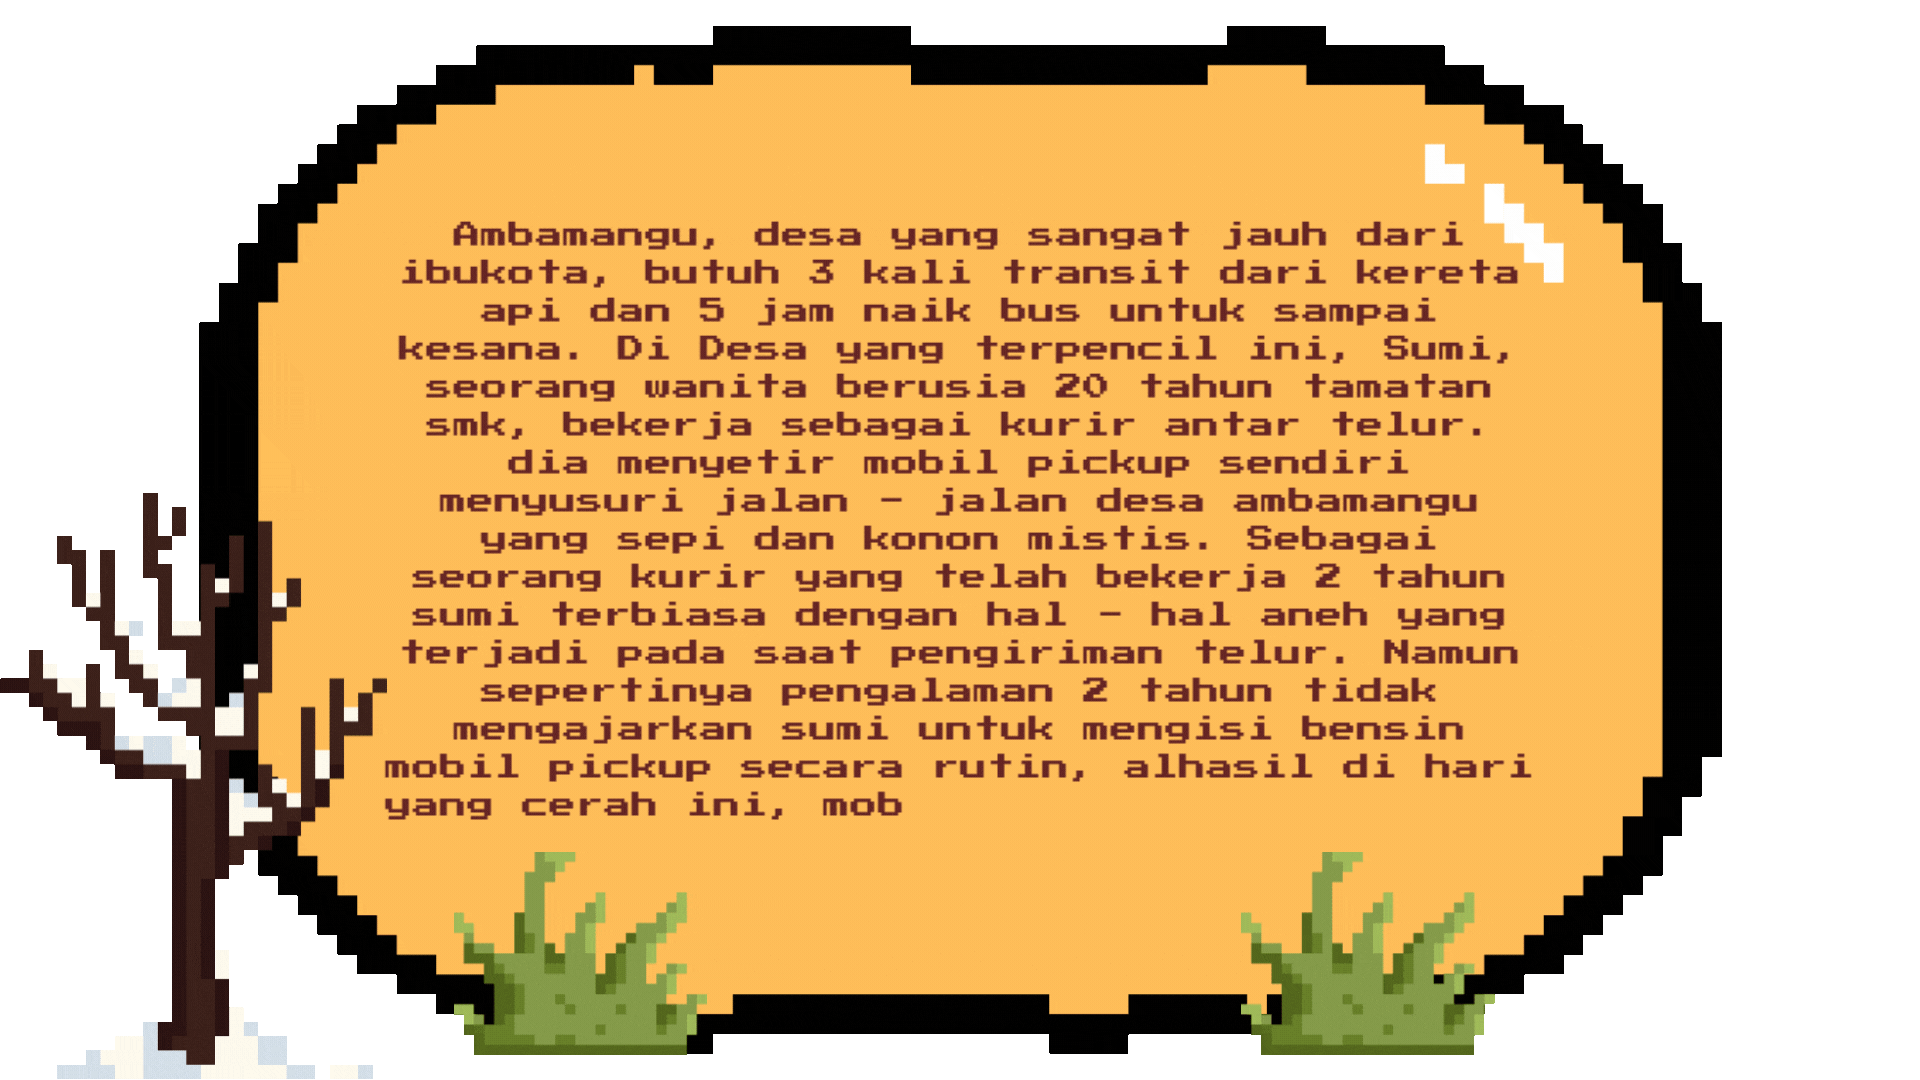 Ambamangu, desa yang sangat jauh dari
ibukota, butuh 3 kali transit dari kereta
api dan 5 jam naik bus untuk sampai
kesana. Di Desa yang terpencil ini, Sumi,
seorang wanita berusia 20 tahun tamatan
smk, bekerja sebagai kurir antar telur.
dia menyetir mobil pickup sendiri
menyusuri jalan - jalan desa ambamangu
yang sepi dan konon mistis. Sebagai
seorang kurir yang telah bekerja 2 tahun
sumi terbiasa dengan hal - hal aneh yang
terjadi pada saat pengiriman telur. Namun
sepertinya pengalaman 2 tahun tidak
mengajarkan sumi untuk mengisi bensin
mobil pickup secara rutin, alhasil di hari
yang cerah ini, mob